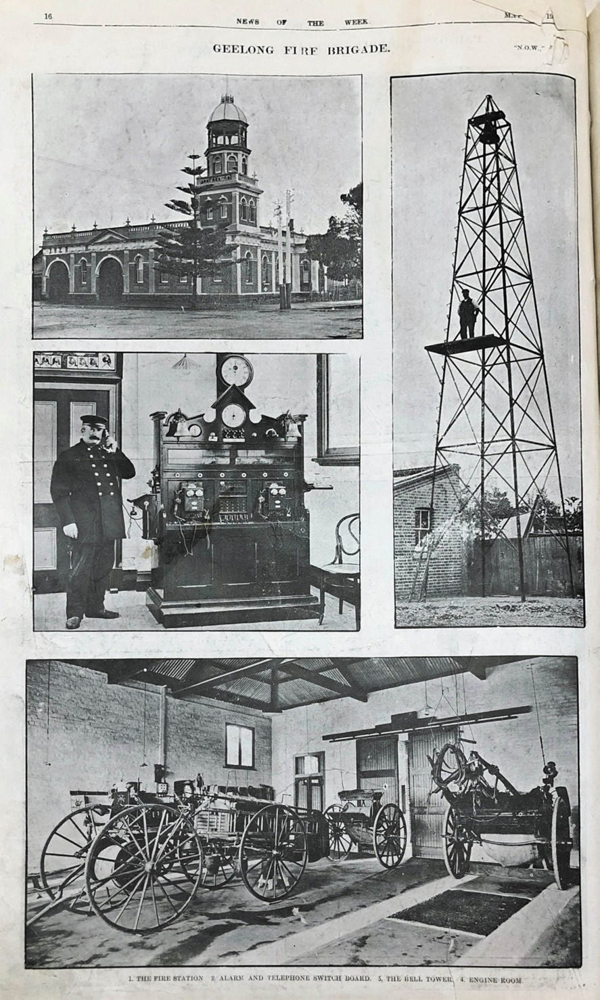 16
NEWS OF THE WEEK.
GEELONG FIRE BRIGADE.
"N.O.W.,"
1. THE FIRE STATION 2 ALARM AND TELEPHONE SWITCH BOARD. 3. THE BELL TOWER. 4. ENGINE ROOM